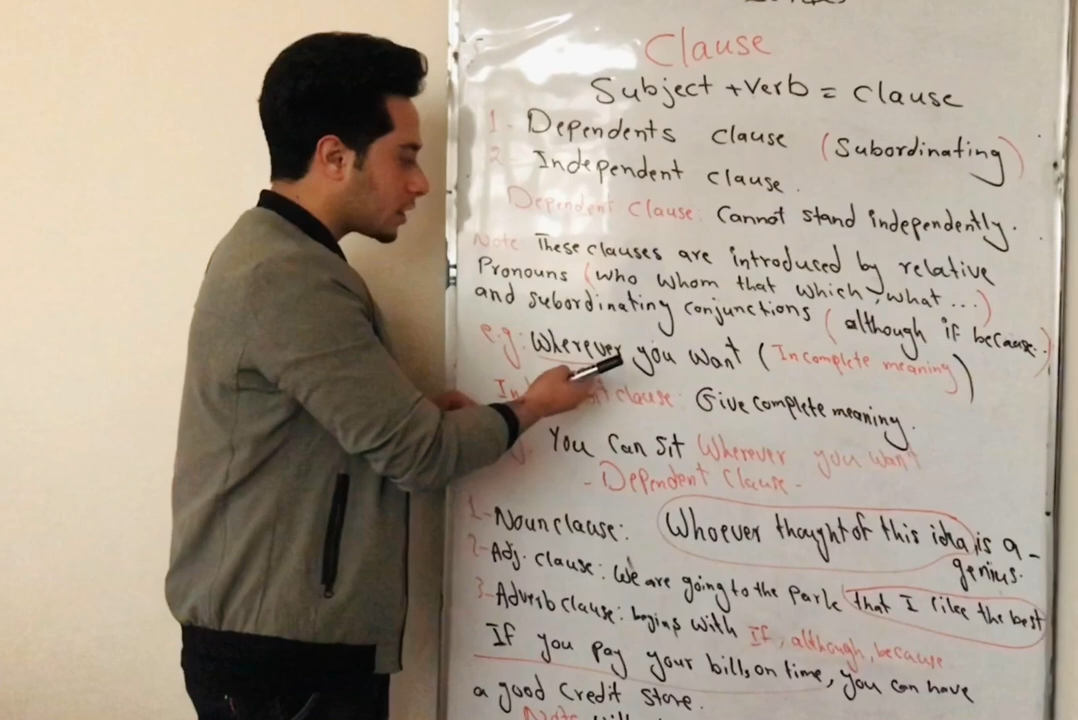 Clause
Subject + Verb = Clause
1- Dependents clause (Subordinating)
2- Independent clause.
Dependent Clause: Cannot stand independently.
Note: These clauses are introduced by relative
Pronouns (who whom that which, what...)
and subordinating conjunctions (although if because..)
e.g: Wherever you want (Incomplete meaning)
clause: Give complete meaning.
You Can Sit Wherever you want
- Dependent Clause -
1- Noun clause: Whoever thought of this idea is a-
genius.
2- Adj. clause: We are going to the park that I like the best
3- Adverb clause: begins with If, although, because
If you pay your bills on time, you can have
a good credit store.
Note